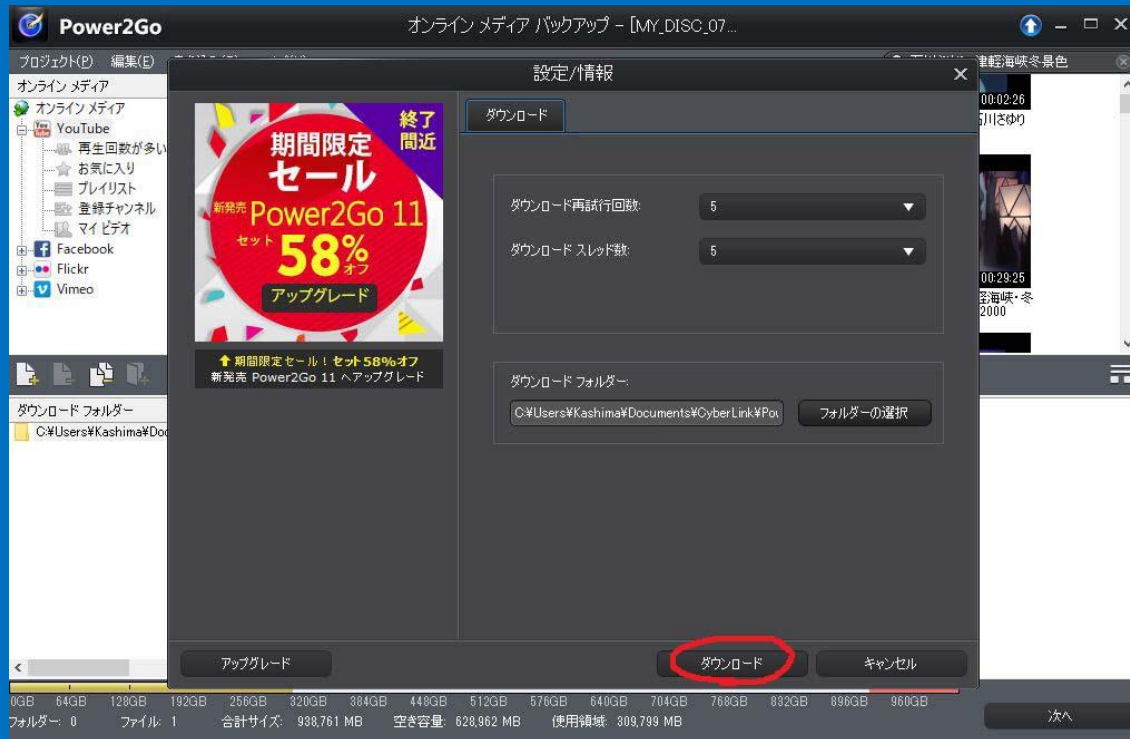 Power2Go
オンライン メディア バックアップ - [MY_DISC_07...
プロジェクト(P) 編集(E)
津軽海峡冬景色
オンライン メディア
オンライン メディア
YouTube
再生回数が多い
お気に入り
プレイリスト
登録チャンネル
マイ ビデオ
Facebook
Flickr
Vimeo
設定/情報
終了
間近
期間限定
セール
新発売 Power2Go 11
セット 58%
オフ
アップグレード
期間限定セール!セット58%オフ
新発売 Power2Go 11 へアップグレード
ダウンロード
ダウンロード再試行回数: 5
ダウンロード スレッド数: 5
ダウンロード フォルダー:
C:¥Users¥Kashima¥Documents¥CyberLink¥Po
フォルダーの選択
00:02:26
石川さゆり
00:29:25
軽海峡・冬
2000
ダウンロード フォルダー
C:¥Users¥Kashima¥Doc
アップグレード
ダウンロード
キャンセル
0GB 64GB 128GB 192GB 256GB 320GB 384GB 448GB 512GB 576GB 640GB 704GB 768GB 832GB 896GB 960GB
フォルダー: 0 ファイル: 1 合計サイズ: 938,761 MB 空き容量: 628,962 MB 使用領域: 309,799 MB
次へ